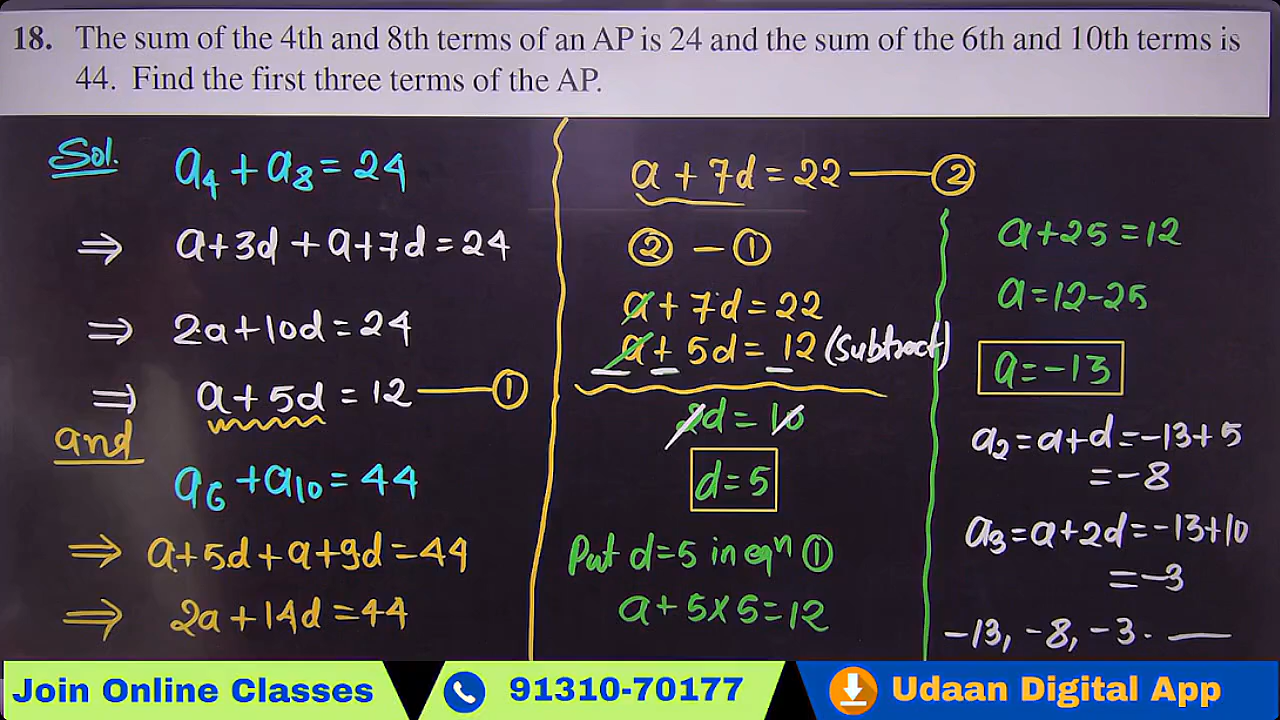 18. The sum of the 4th and 8th terms of an AP is 24 and the sum of the 6th and 10th terms is
44. Find the first three terms of the AP.
Sol. a₄ + a₈ = 24
⇒ a+3d + a+7d = 24
⇒ 2a+10d = 24
⇒ a + 5d = 12 —— ①
and
a₆ + a₁₀ = 44
⇒ a+5d + a+9d = 44
⇒ 2a + 14d = 44
a + 7d = 22 —— ②
② - ①
a + 7d = 22
a + 5d = 12 (subtract)
2d = 10
d = 5
Put d=5 in eqⁿ ①
a + 5×5 = 12
a+25 = 12
a = 12-25
a = -13
a₂ = a+d = -13+5
= -8
a₃ = a+2d = -13+10
= -3
-13, -8, -3. ——
Join Online Classes
91310-70177
Udaan Digital App